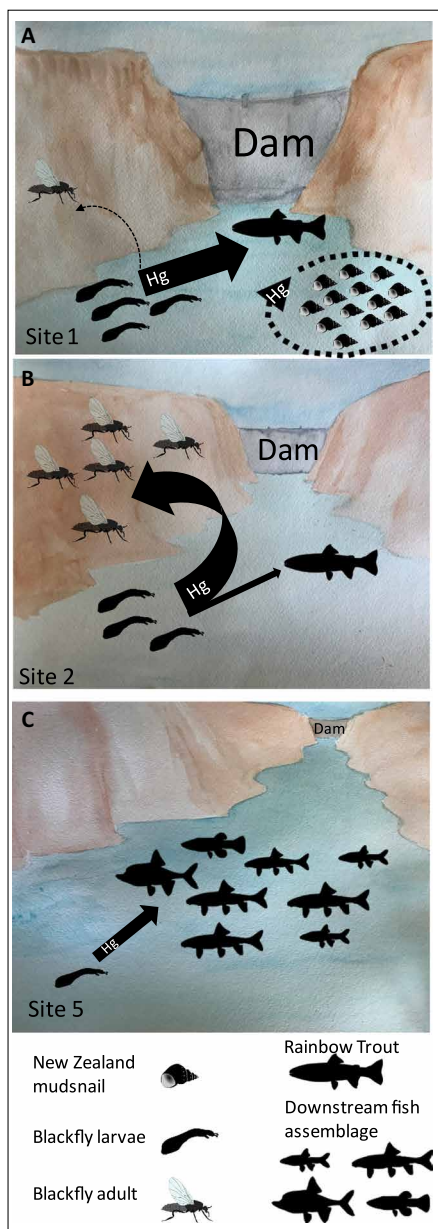 A
Dam
Hg
Hg
Site 1
B
Dam
Hg
Site 2
C
Dam
Hg
Site 5
New Zealand
mudsnail
Rainbow Trout
Downstream fish
assemblage
Blackfly larvae
Blackfly adult